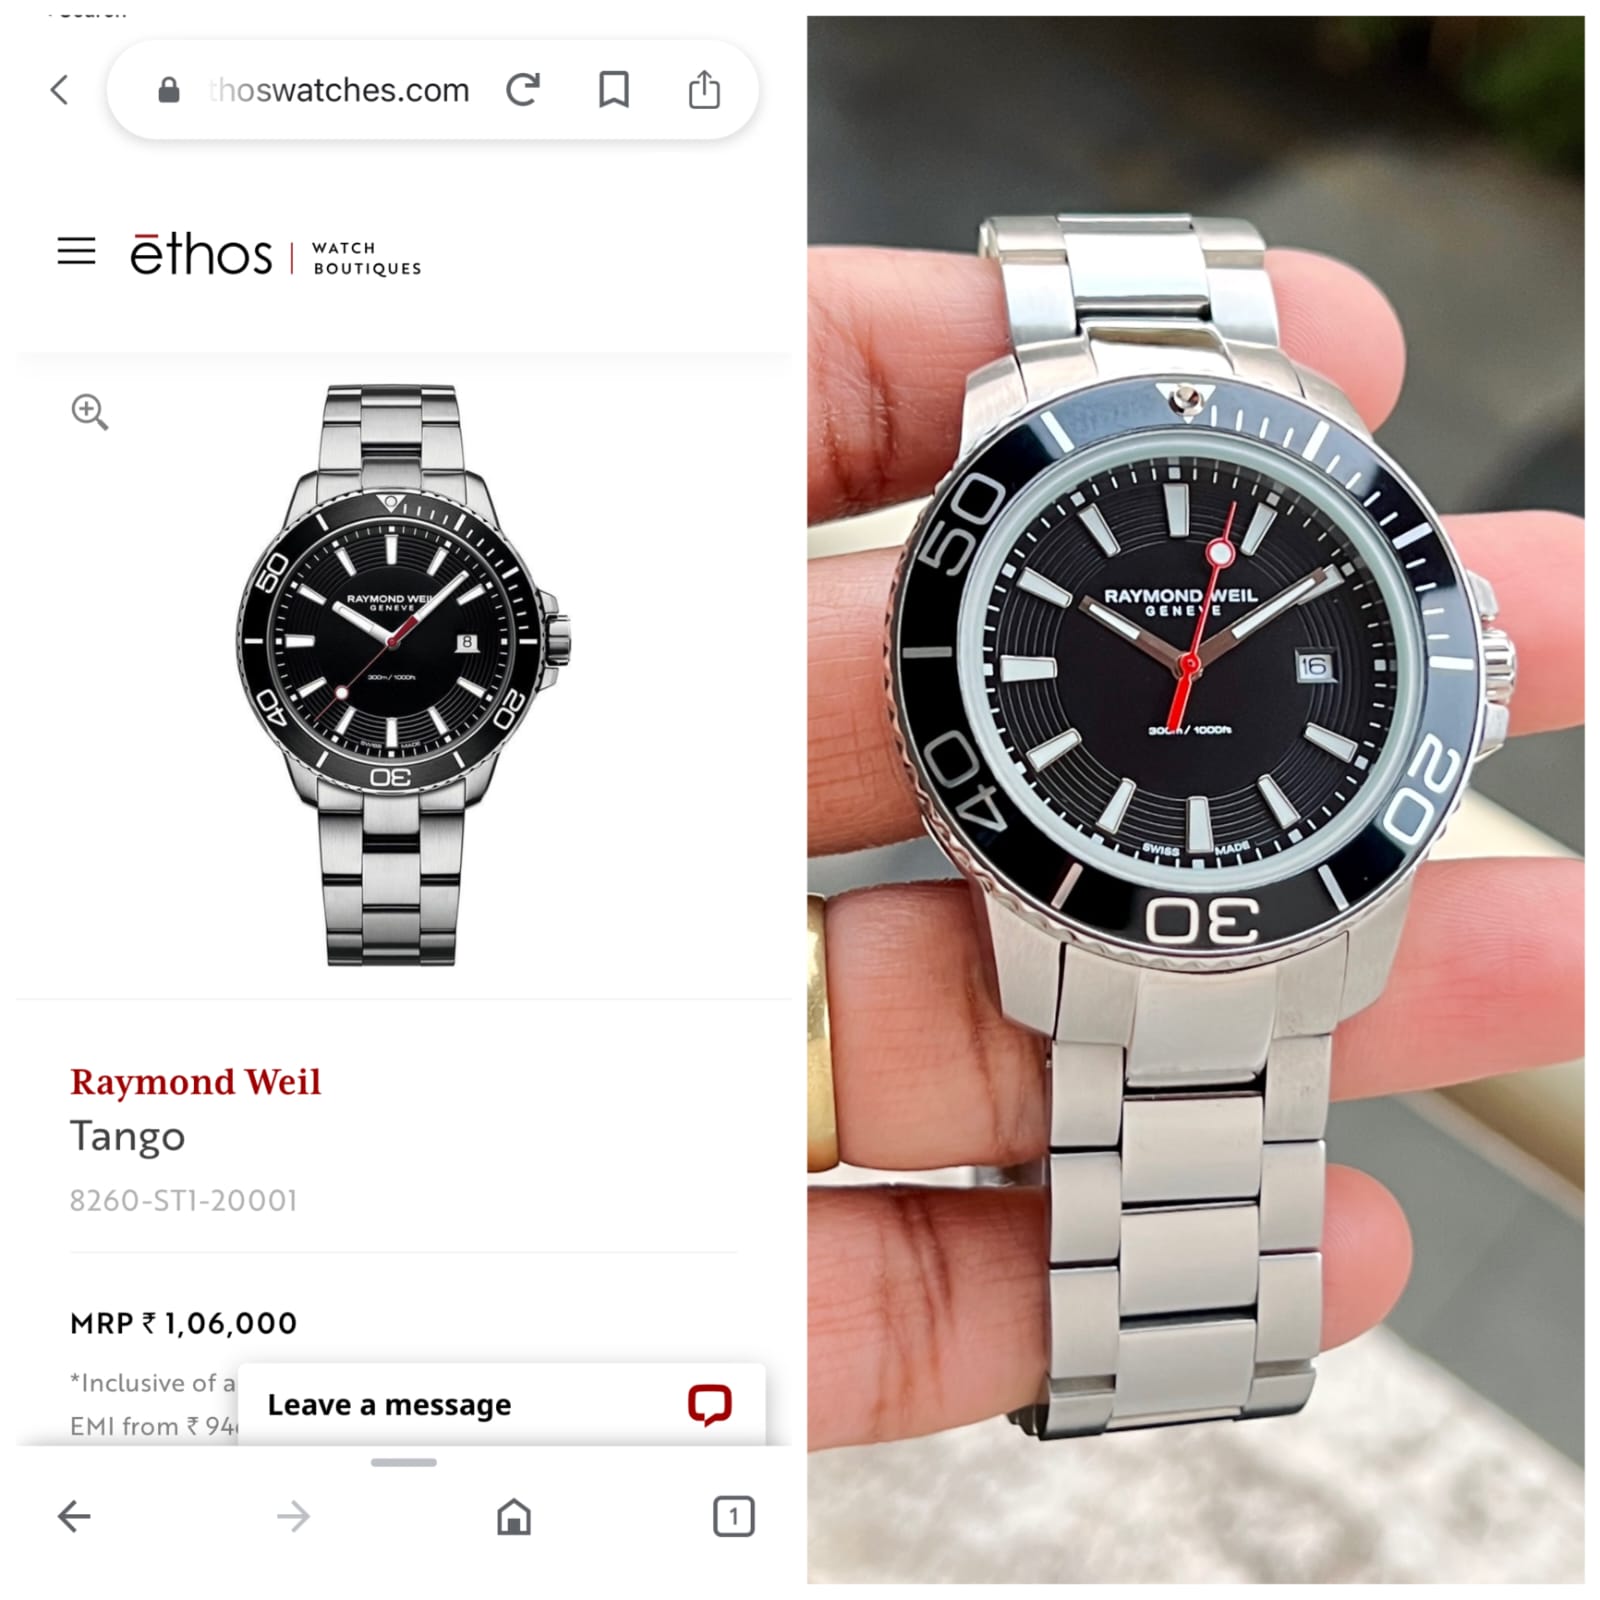 thoswatches.com
ēthos | WATCH
BOUTIQUES
50
40
30
20
RAYMOND WEIL
GENEVE
8
300m / 1000ft
SWISS MADE
Raymond Weil
Tango
8260-ST1-20001
MRP ₹ 1,06,000
*Inclusive of a
EMI from ₹ 94
Leave a message
1
50
40
30
20
RAYMOND WEIL
GENEVE
16
300m / 1000ft
SWISS MADE